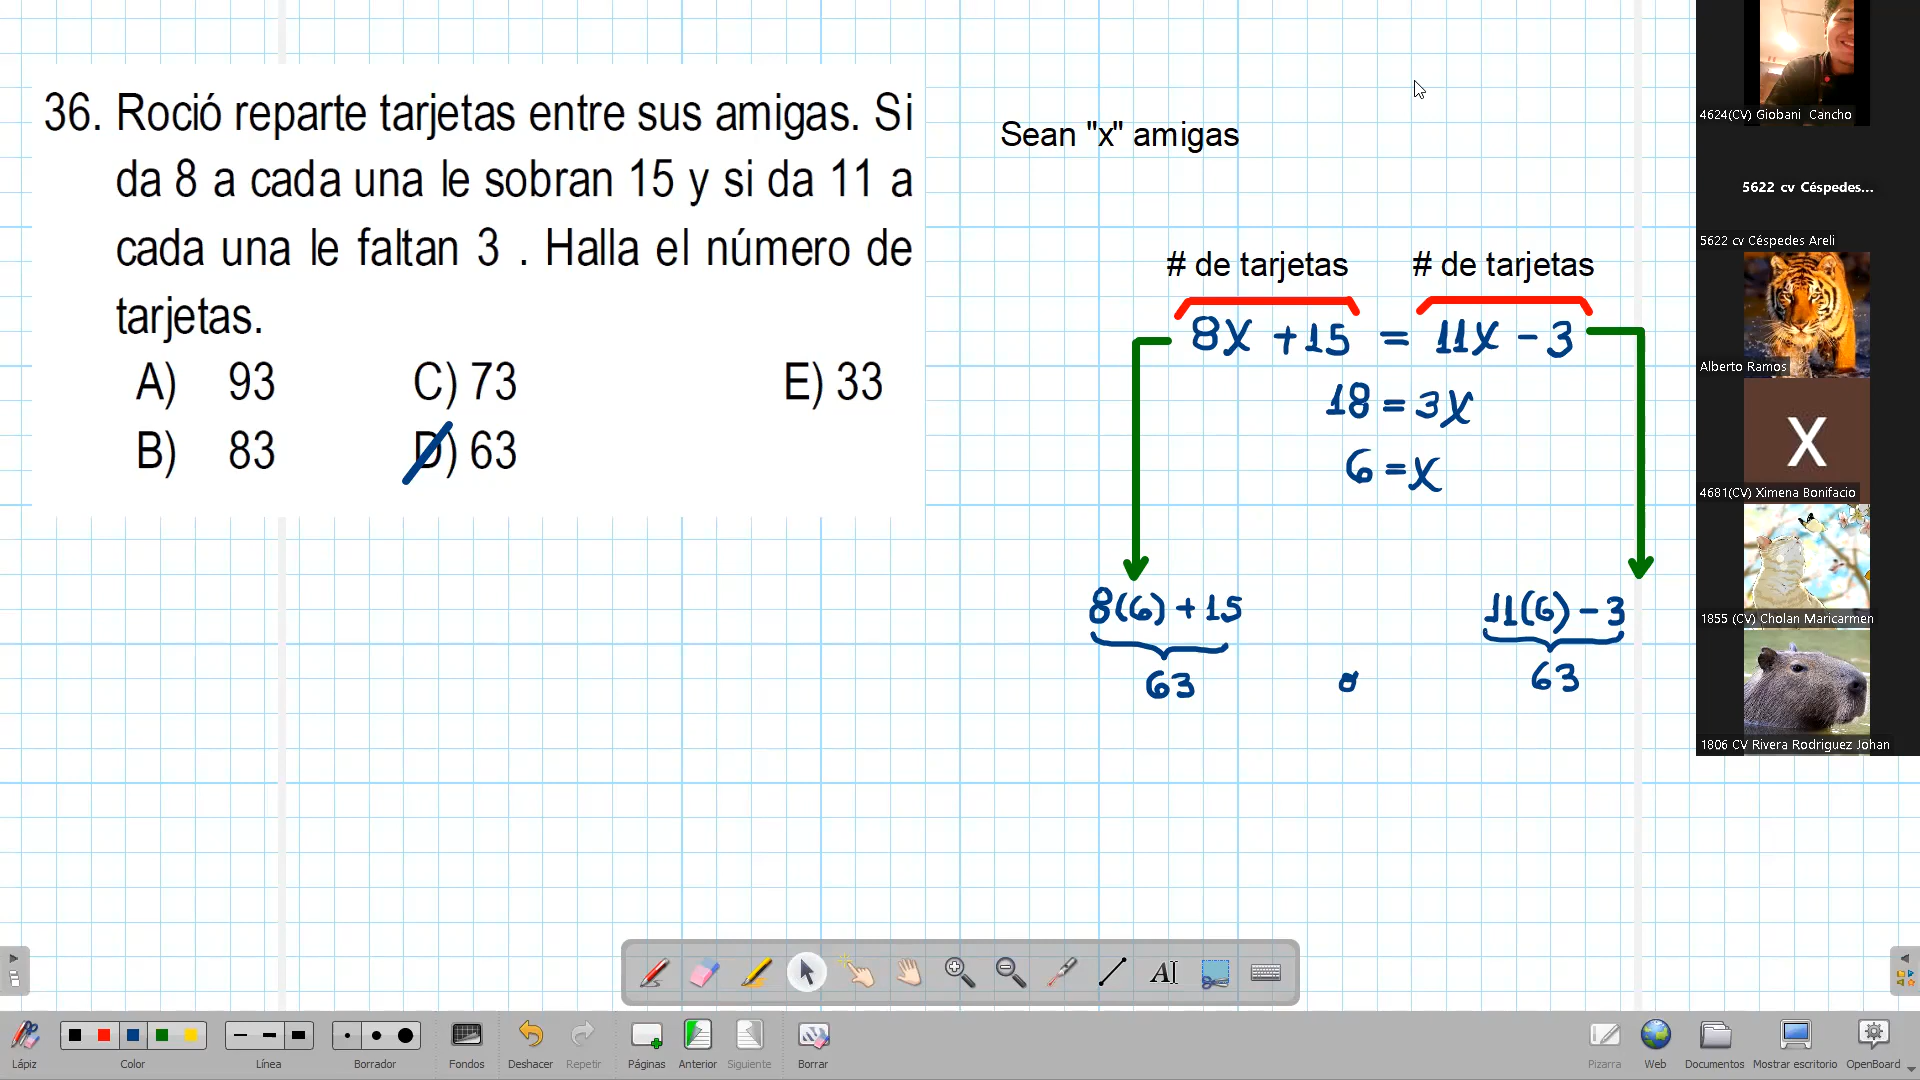 36. Roció reparte tarjetas entre sus amigas. Si
da 8 a cada una le sobran 15 y si da 11 a
cada una le faltan 3 . Halla el número de
tarjetas.
A) 93 C) 73 E) 33
B) 83 D) 63
Sean "x" amigas
# de tarjetas # de tarjetas
8x + 15 = 11x - 3
18 = 3x
6 = x
8(6) + 15 11(6) - 3
63 o 63
4624(CV) Giobani Cancho
5622 cv Céspedes...
5622 cv Céspedes Areli
Alberto Ramos
X
4681(CV) Ximena Bonifacio
1855 (CV) Cholan Maricarmen
1806 CV Rivera Rodriguez Johan
AI
Lápiz Color Línea Borrador Fondos Deshacer Repetir Páginas Anterior Siguiente Borrar Pizarra Web Documentos Mostrar escritorio OpenBoard